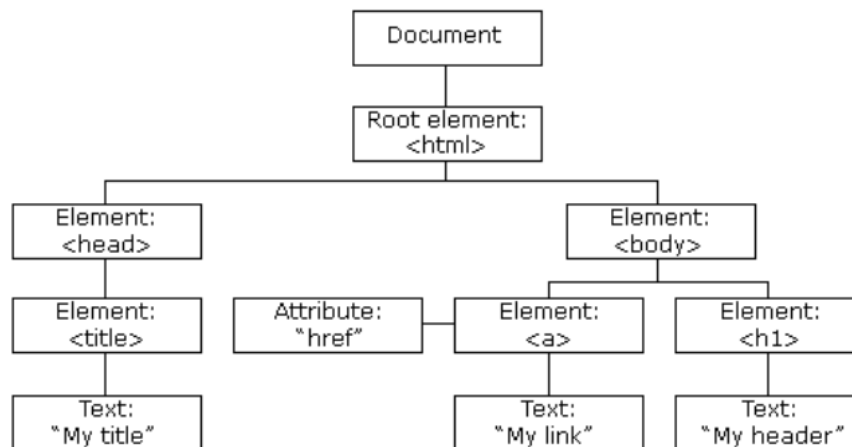 Document
Root element:
<html>
Element:
<head>
Element:
<body>
Element:
<title>
Attribute:
“href”
Element:
<a>
Element:
<h1>
Text:
“My title”
Text:
“My link”
Text:
“My header”